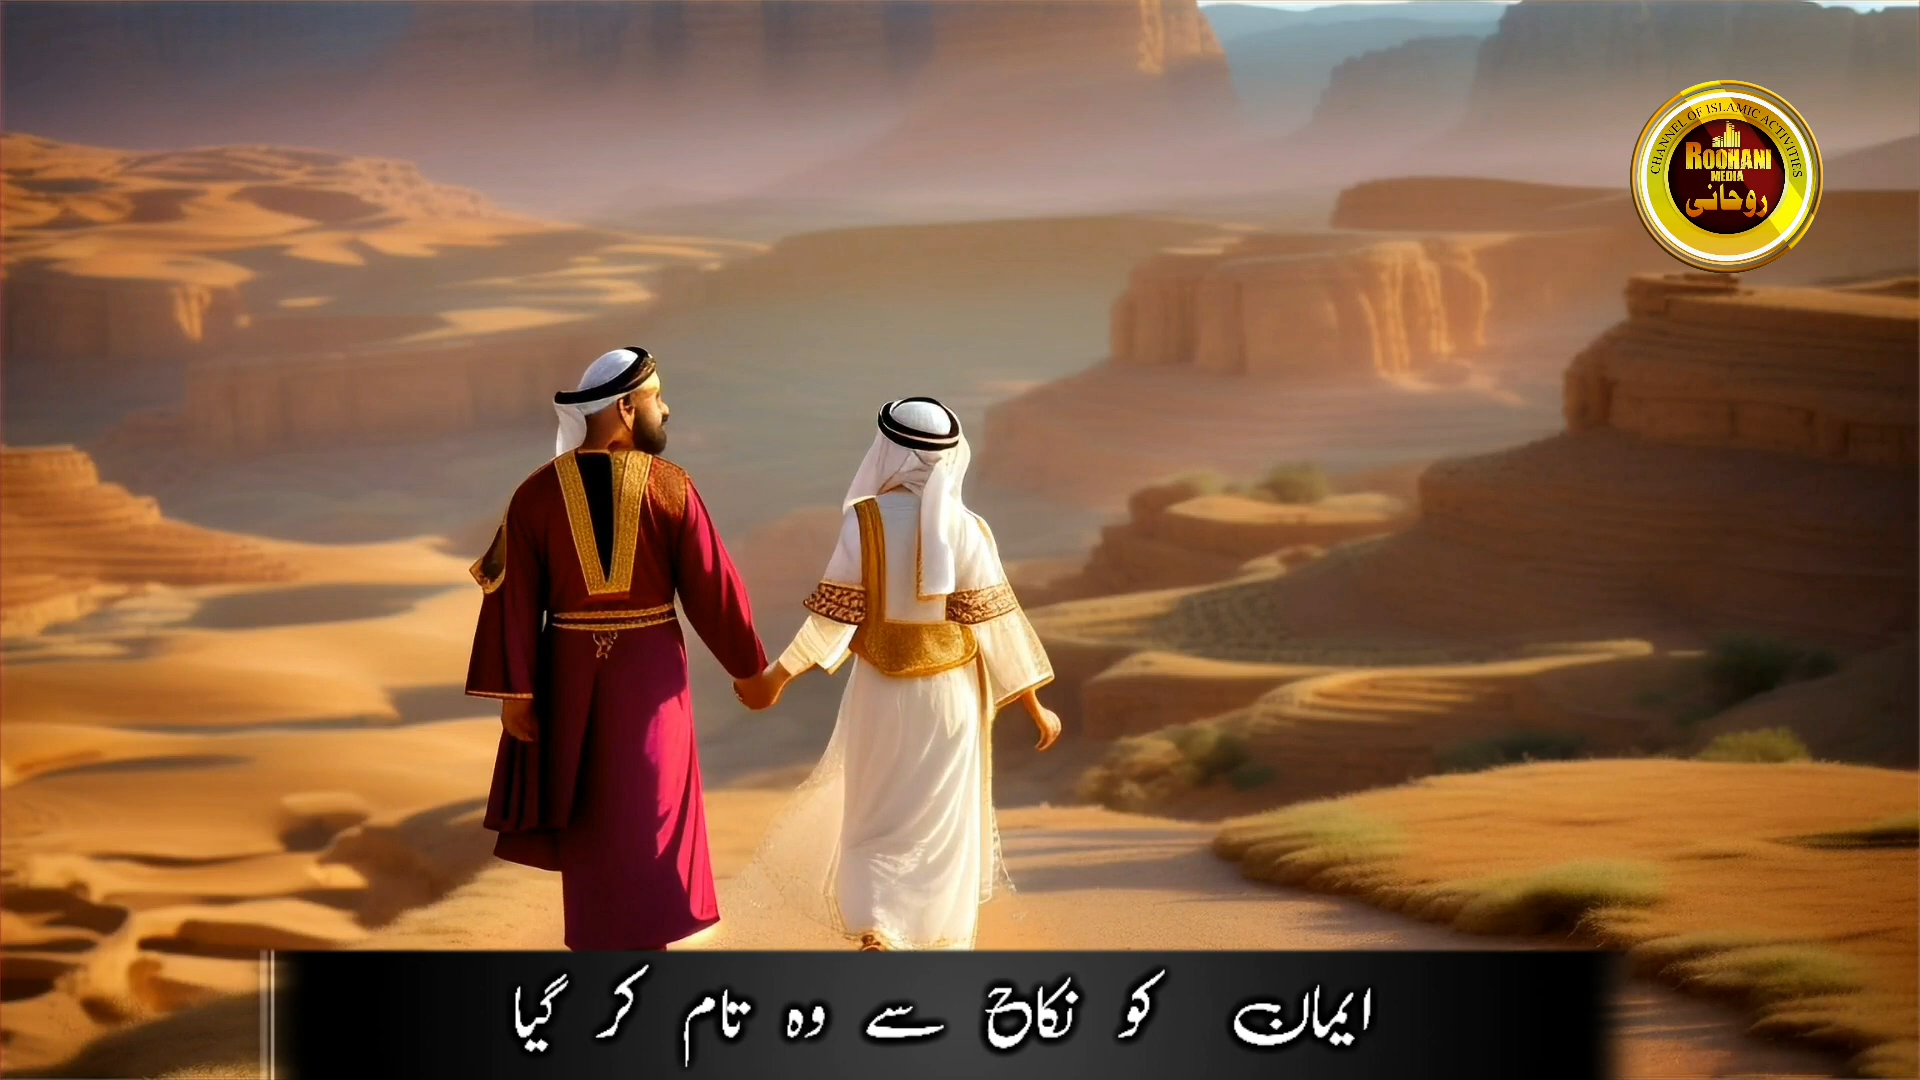 CHANNEL OF ISLAMIC ACTIVITIES
ROOHANI
MEDIA
روحانی
ایمان کو نکاح سے وہ تام کر گیا